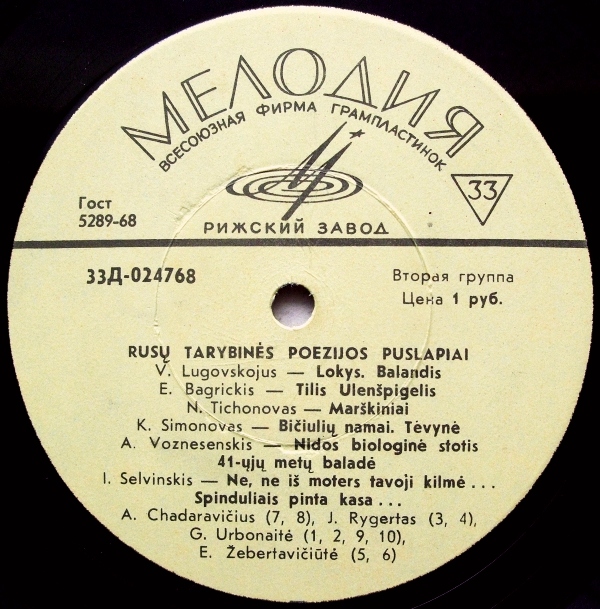 МЕЛОДИЯ
ВСЕСОЮЗНАЯ ФИРМА ГРАМПЛАСТИНОК
33
Гост
5289-68
РИЖСКИЙ ЗАВОД
33Д-024768
Вторая группа
Цена 1 руб.
RUSŲ TARYBINĖS POEZIJOS PUSLAPIAI
V. Lugovskojus — Lokys. Balandis
E. Bagrickis — Tilis Ulenšpigelis
N. Tichonovas — Marškiniai
K. Simonovas — Bičiulių namai. Tėvynė
A. Voznesenskis — Nidos biologinė stotis
41-ųjų metų baladė
I. Selvinskis — Ne, ne iš moters tavoji kilmė ...
Spinduliais pinta kasa ...
A. Chadaravičius (7, 8), J. Rygertas (3, 4),
G. Urbonaitė (1, 2, 9, 10),
E. Žebertavičiūtė (5, 6)